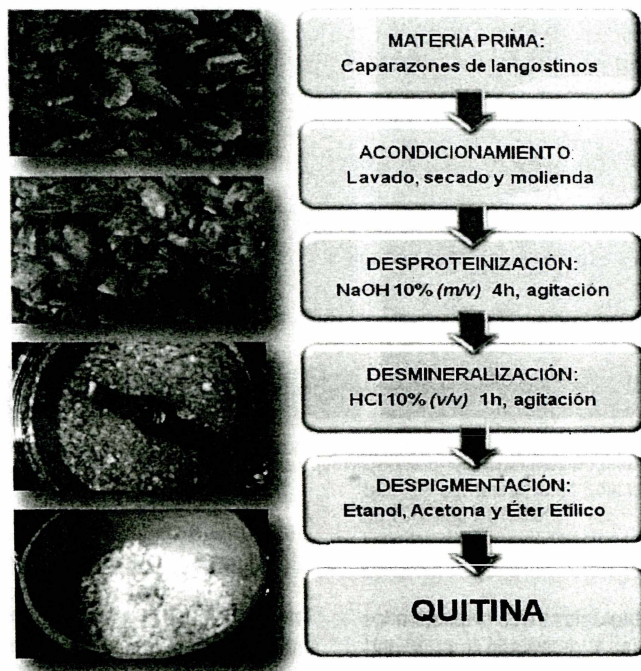 MATERIA PRIMA:
Caparazones de langostinos
ACONDICIONAMIENTO:
Lavado, secado y molienda
DESPROTEINIZACIÓN:
NaOH 10% (m/v) 4h, agitación
DESMINERALIZACIÓN:
HCl 10% (v/v) 1h, agitación
DESPIGMENTACIÓN:
Etanol, Acetona y Éter Etílico
QUITINA